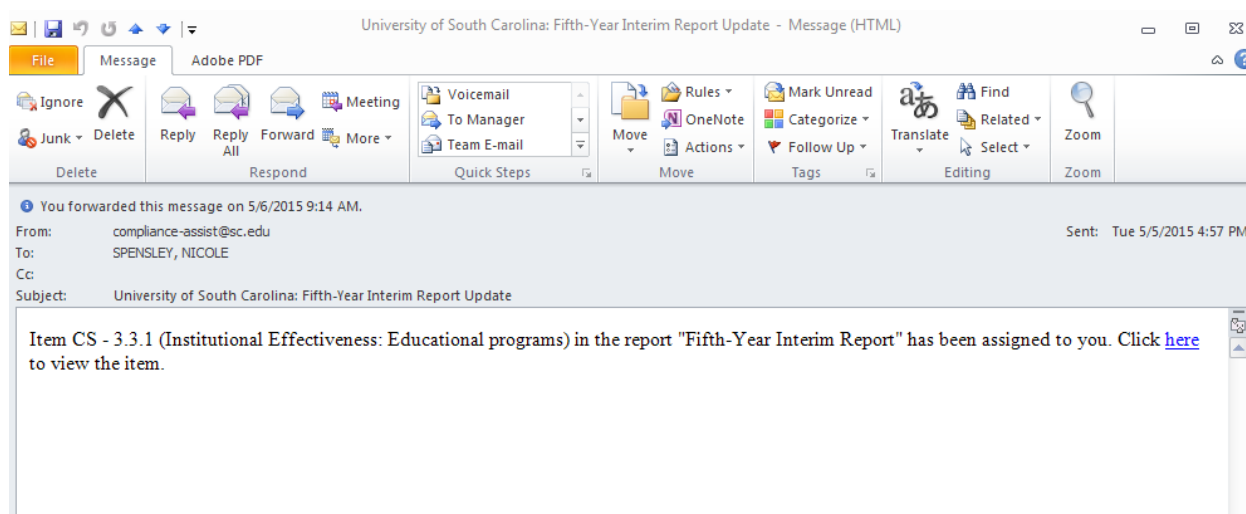 University of South Carolina: Fifth-Year Interim Report Update - Message (HTML)
File Message Adobe PDF
Ignore
Junk
Delete
Delete
Reply
Reply All
Forward
Meeting
More
Respond
Voicemail
To Manager
Team E-mail
Quick Steps
Move
Rules
OneNote
Actions
Move
Mark Unread
Categorize
Follow Up
Tags
Translate
Find
Related
Select
Editing
Zoom
Zoom
You forwarded this message on 5/6/2015 9:14 AM.
From: compliance-assist@sc.edu Sent: Tue 5/5/2015 4:57 PM
To: SPENSLEY, NICOLE
Cc:
Subject: University of South Carolina: Fifth-Year Interim Report Update
Item CS - 3.3.1 (Institutional Effectiveness: Educational programs) in the report "Fifth-Year Interim Report" has been assigned to you. Click here
to view the item.